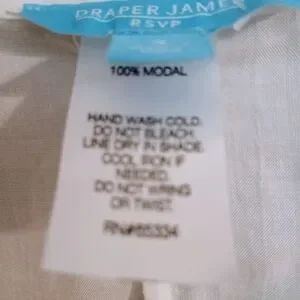 DRAPER JAMES
RSVP
100% MODAL
HAND WASH COLD.
DO NOT BLEACH.
LINE DRY IN SHADE.
COOL IRON IF
NEEDED.
DO NOT WRING
OR TWIST.
RN#65334